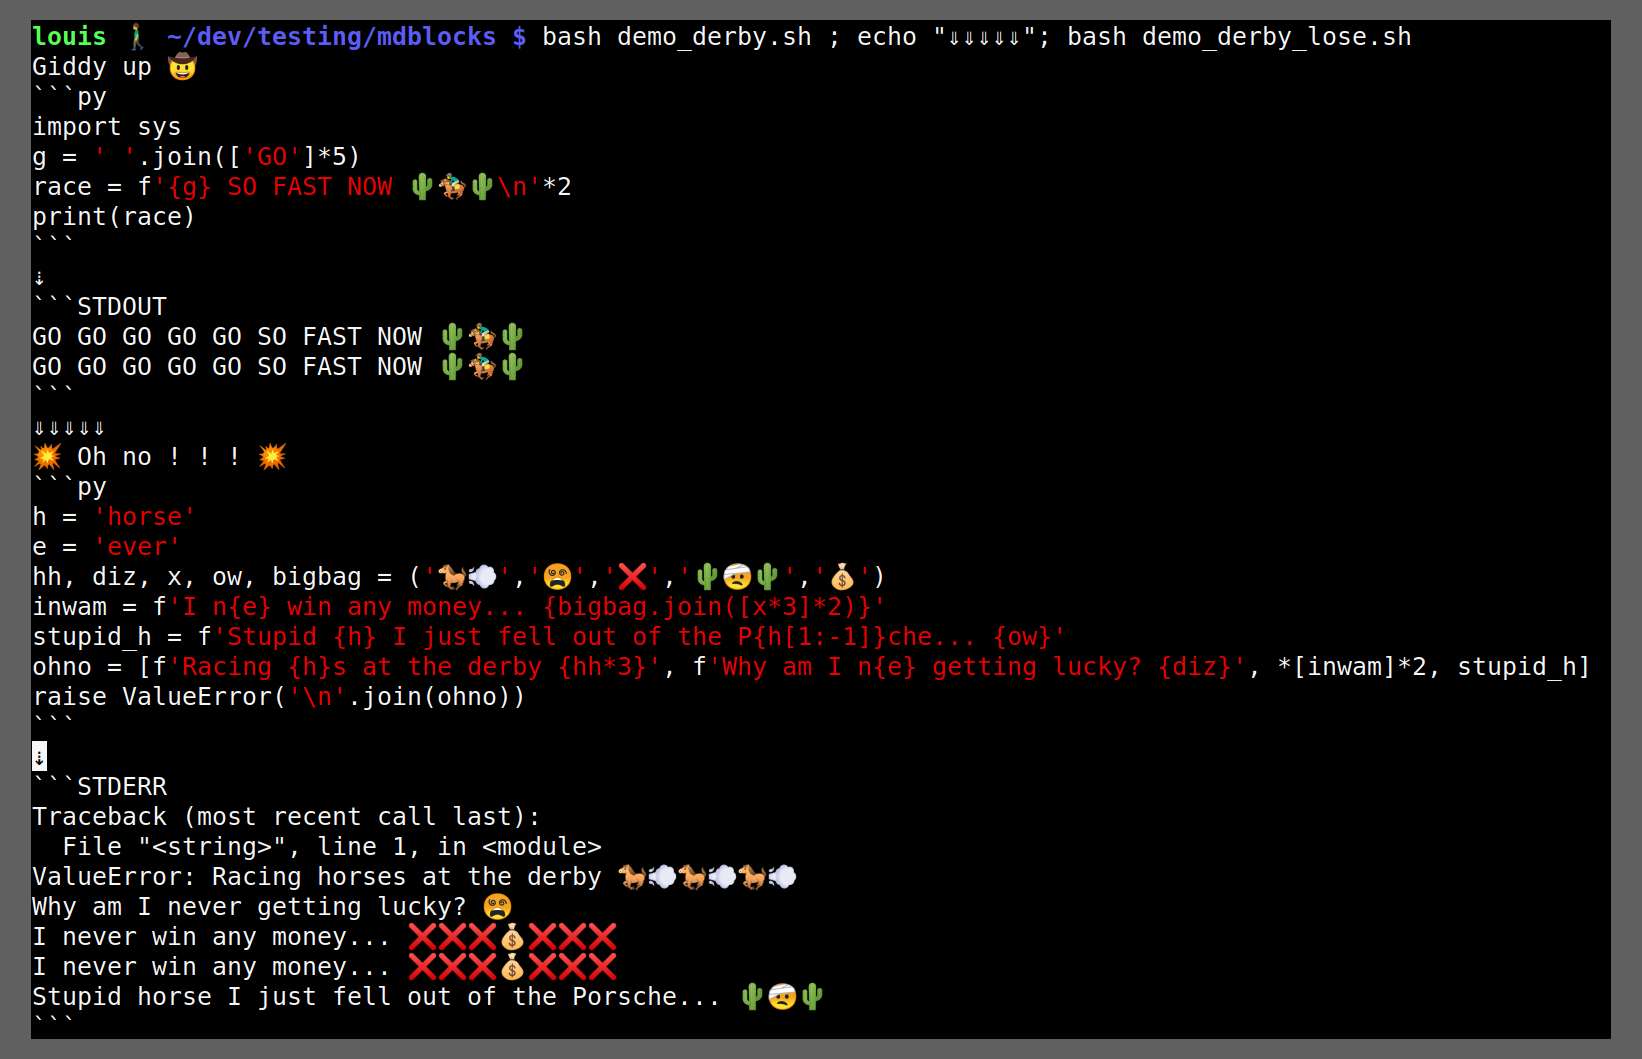 louis 🚶‍♂️ ~/dev/testing/mdblocks $ bash demo_derby.sh ; echo "⇓⇓⇓⇓⇓"; bash demo_derby_lose.sh
Giddy up 🤠
```py
import sys
g = ' '.join(['GO']*5)
race = f'{g} SO FAST NOW 🌵🏇🌵\n'*2
print(race)
```
⇣
```STDOUT
GO GO GO GO GO SO FAST NOW 🌵🏇🌵
GO GO GO GO GO SO FAST NOW 🌵🏇🌵
```
⇓⇓⇓⇓⇓
💥 Oh no ! ! ! 💥
```py
h = 'horse'
e = 'ever'
hh, diz, x, ow, bigbag = ('🐎💨','😵','❌','🌵🤕🌵','💰')
inwam = f'I n{e} win any money... {bigbag.join([x*3]*2)}'
stupid_h = f'Stupid {h} I just fell out of the P{h[1:-1]}che... {ow}'
ohno = [f'Racing {h}s at the derby {hh*3}', f'Why am I n{e} getting lucky? {diz}', *[inwam]*2, stupid_h]
raise ValueError('\n'.join(ohno))
```
⇣
```STDERR
Traceback (most recent call last):
  File "<string>", line 1, in <module>
ValueError: Racing horses at the derby 🐎💨🐎💨🐎💨
Why am I never getting lucky? 😵
I never win any money... ❌❌❌💰❌❌❌
I never win any money... ❌❌❌💰❌❌❌
Stupid horse I just fell out of the Porsche... 🌵🤕🌵
```